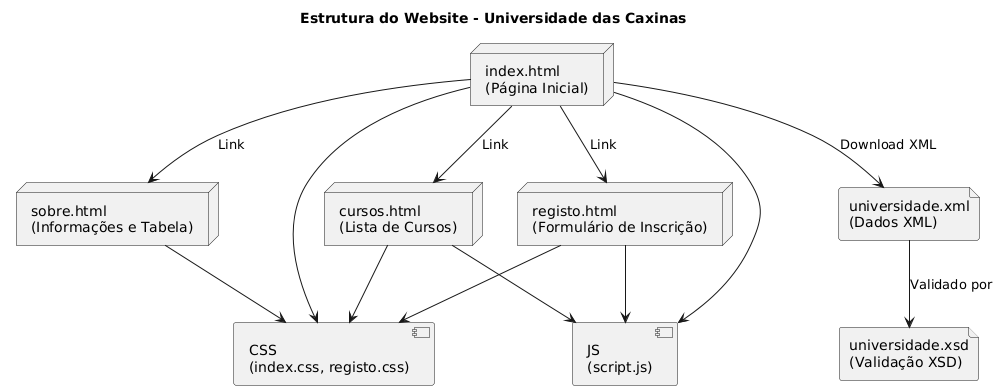 Estrutura do Website - Universidade das Caxinas
index.html
(Página Inicial)
Link
Link
Link
Download XML
sobre.html
(Informações e Tabela)
cursos.html
(Lista de Cursos)
registo.html
(Formulário de Inscrição)
universidade.xml
(Dados XML)
Validado por
CSS
(index.css, registo.css)
JS
(script.js)
universidade.xsd
(Validação XSD)